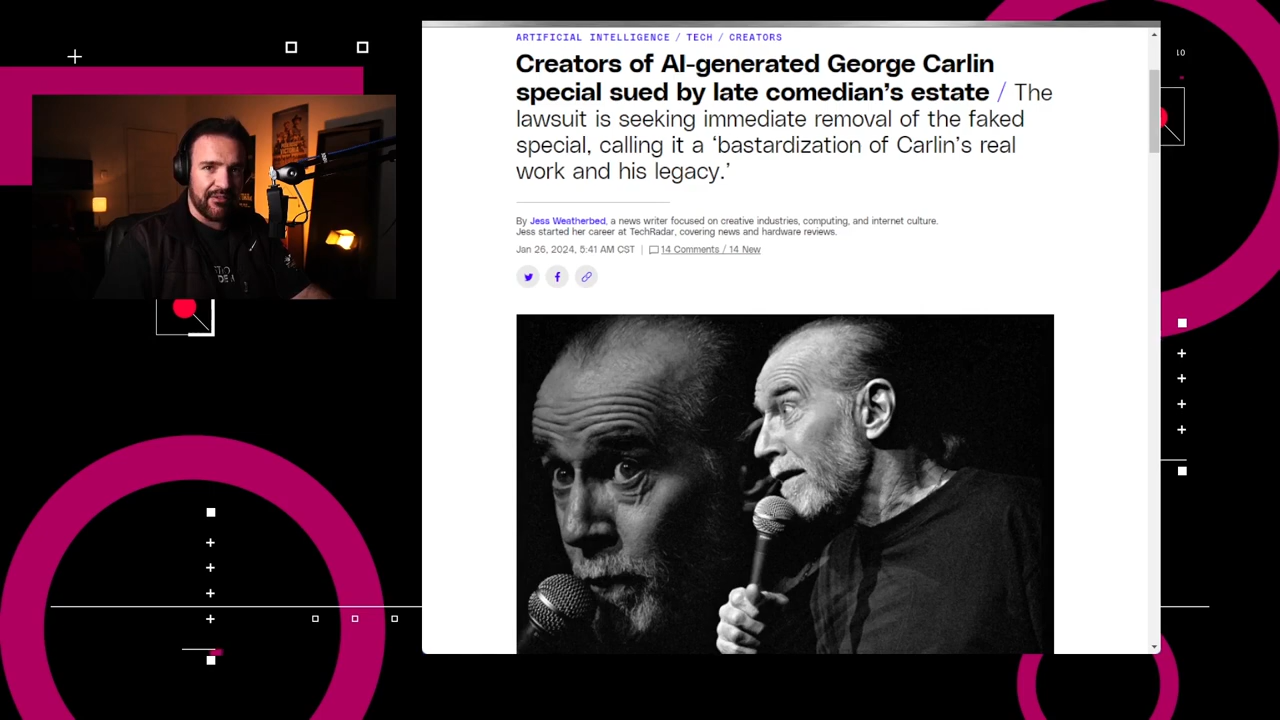 ARTIFICIAL INTELLIGENCE / TECH / CREATORS
Creators of AI-generated George Carlin
special sued by late comedian’s estate / The
lawsuit is seeking immediate removal of the faked
special, calling it a ‘bastardization of Carlin’s real
work and his legacy.’
By Jess Weatherbed, a news writer focused on creative industries, computing, and internet culture.
Jess started her career at TechRadar, covering news and hardware reviews.
Jan 26, 2024, 5:41 AM CST | 14 Comments / 14 New
10